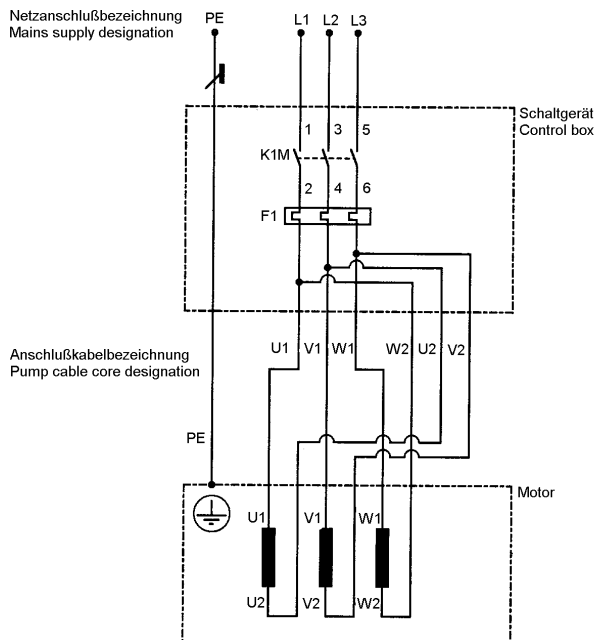 Netzanschlußbezeichnung PE L1 L2 L3
Mains supply designation
Schaltgerät
Control box
1 3 5
K1M
2 4 6
F1
Anschlußkabelbezeichnung
Pump cable core designation
U1 V1 W1 W2 U2 V2
PE
Motor
U1 V1 W1
U2 V2 W2